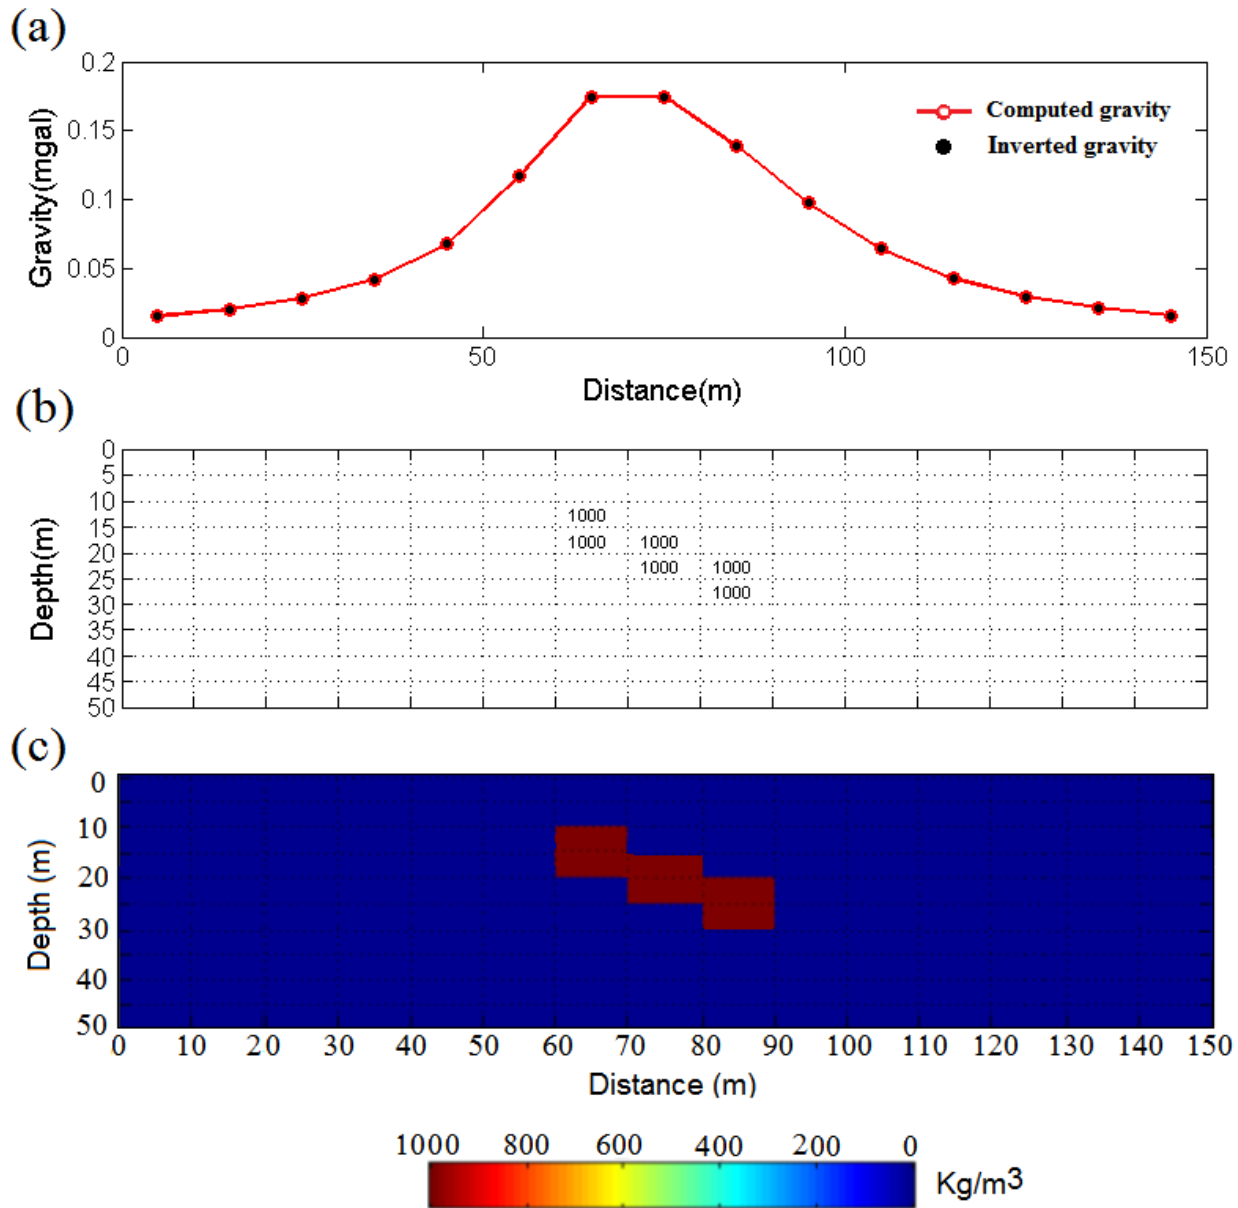 (a)
0.2
0.15
0.1
0.05
0
Gravity(mgal)
Computed gravity
Inverted gravity
0 50 100 150
Distance(m)
(b)
0
5
10
15
20
25
30
35
40
45
50
Depth(m)
1000
1000 1000
1000 1000
1000
(c)
0
10
20
30
40
50
Depth (m)
0 10 20 30 40 50 60 70 80 90 100 110 120 130 140 150
Distance (m)
1000 800 600 400 200 0
Kg/m3